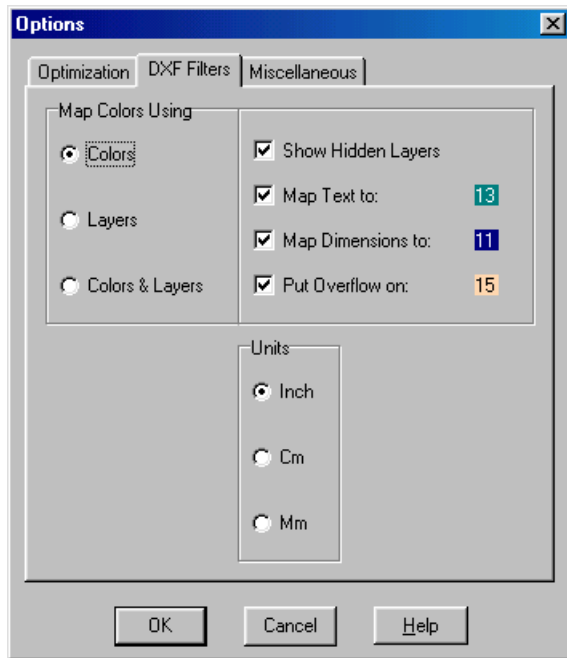 Options
Optimization DXF Filters Miscellaneous
Map Colors Using
Colors
Layers
Colors & Layers
Show Hidden Layers
Map Text to: 13
Map Dimensions to: 11
Put Overflow on: 15
Units
Inch
Cm
Mm
OK Cancel Help